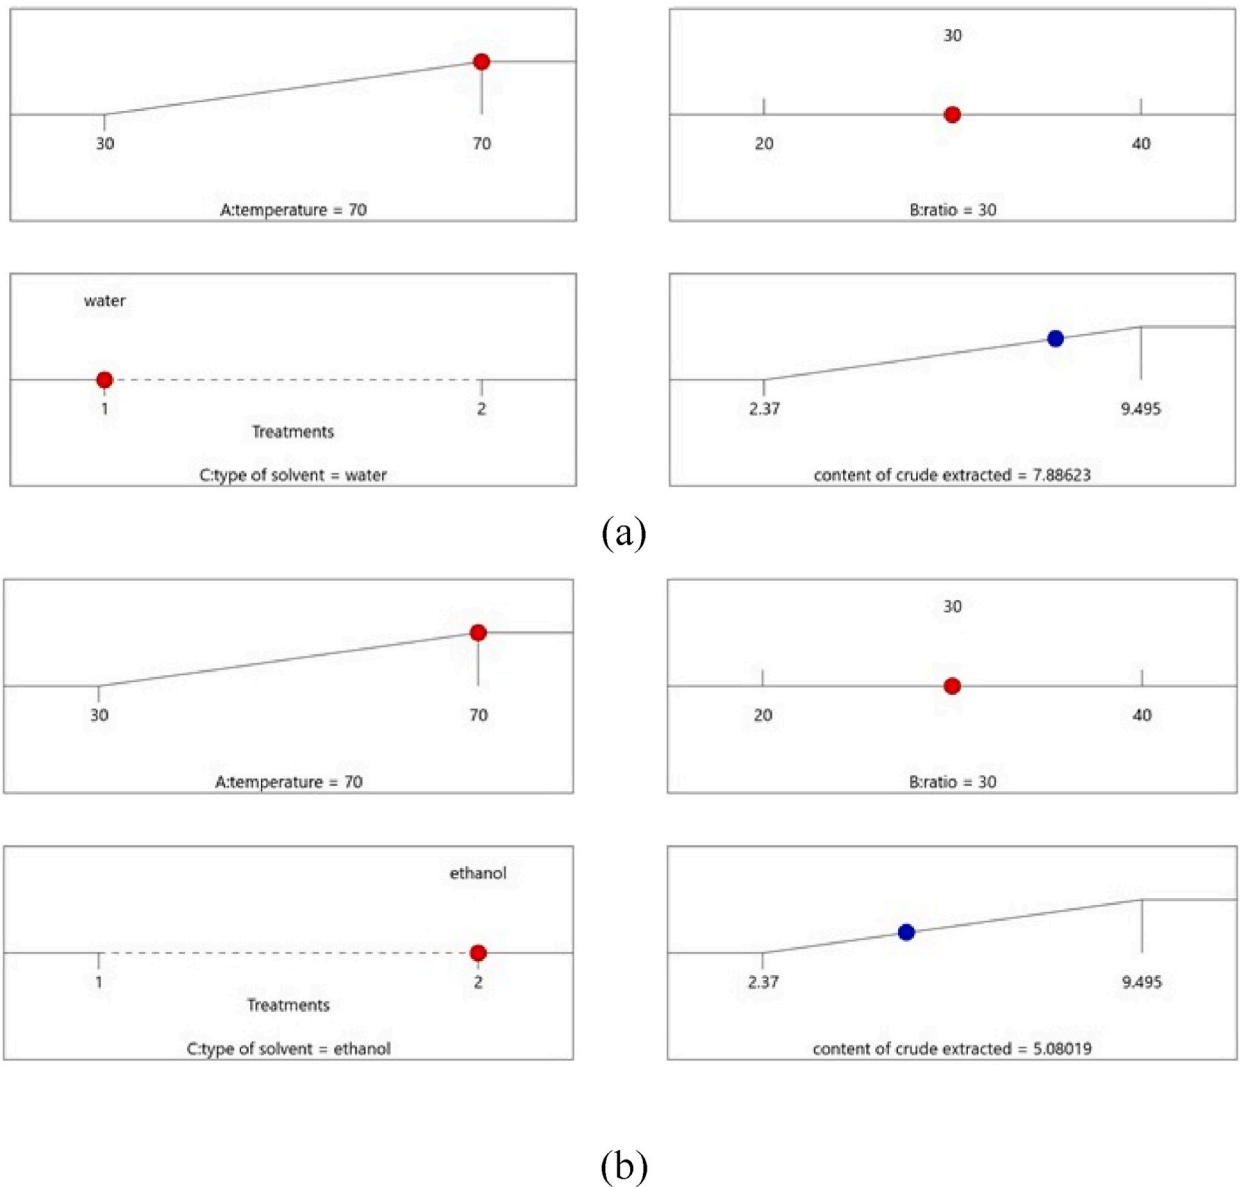 30
30 70
20 40
A:temperature = 70
B:ratio = 30
water
1 2
2.37 9.495
Treatments
C:type of solvent = water
content of crude extracted = 7.88623
(a)
30
30 70
20 40
A:temperature = 70
B:ratio = 30
ethanol
1 2
2.37 9.495
Treatments
C:type of solvent = ethanol
content of crude extracted = 5.08019
(b)